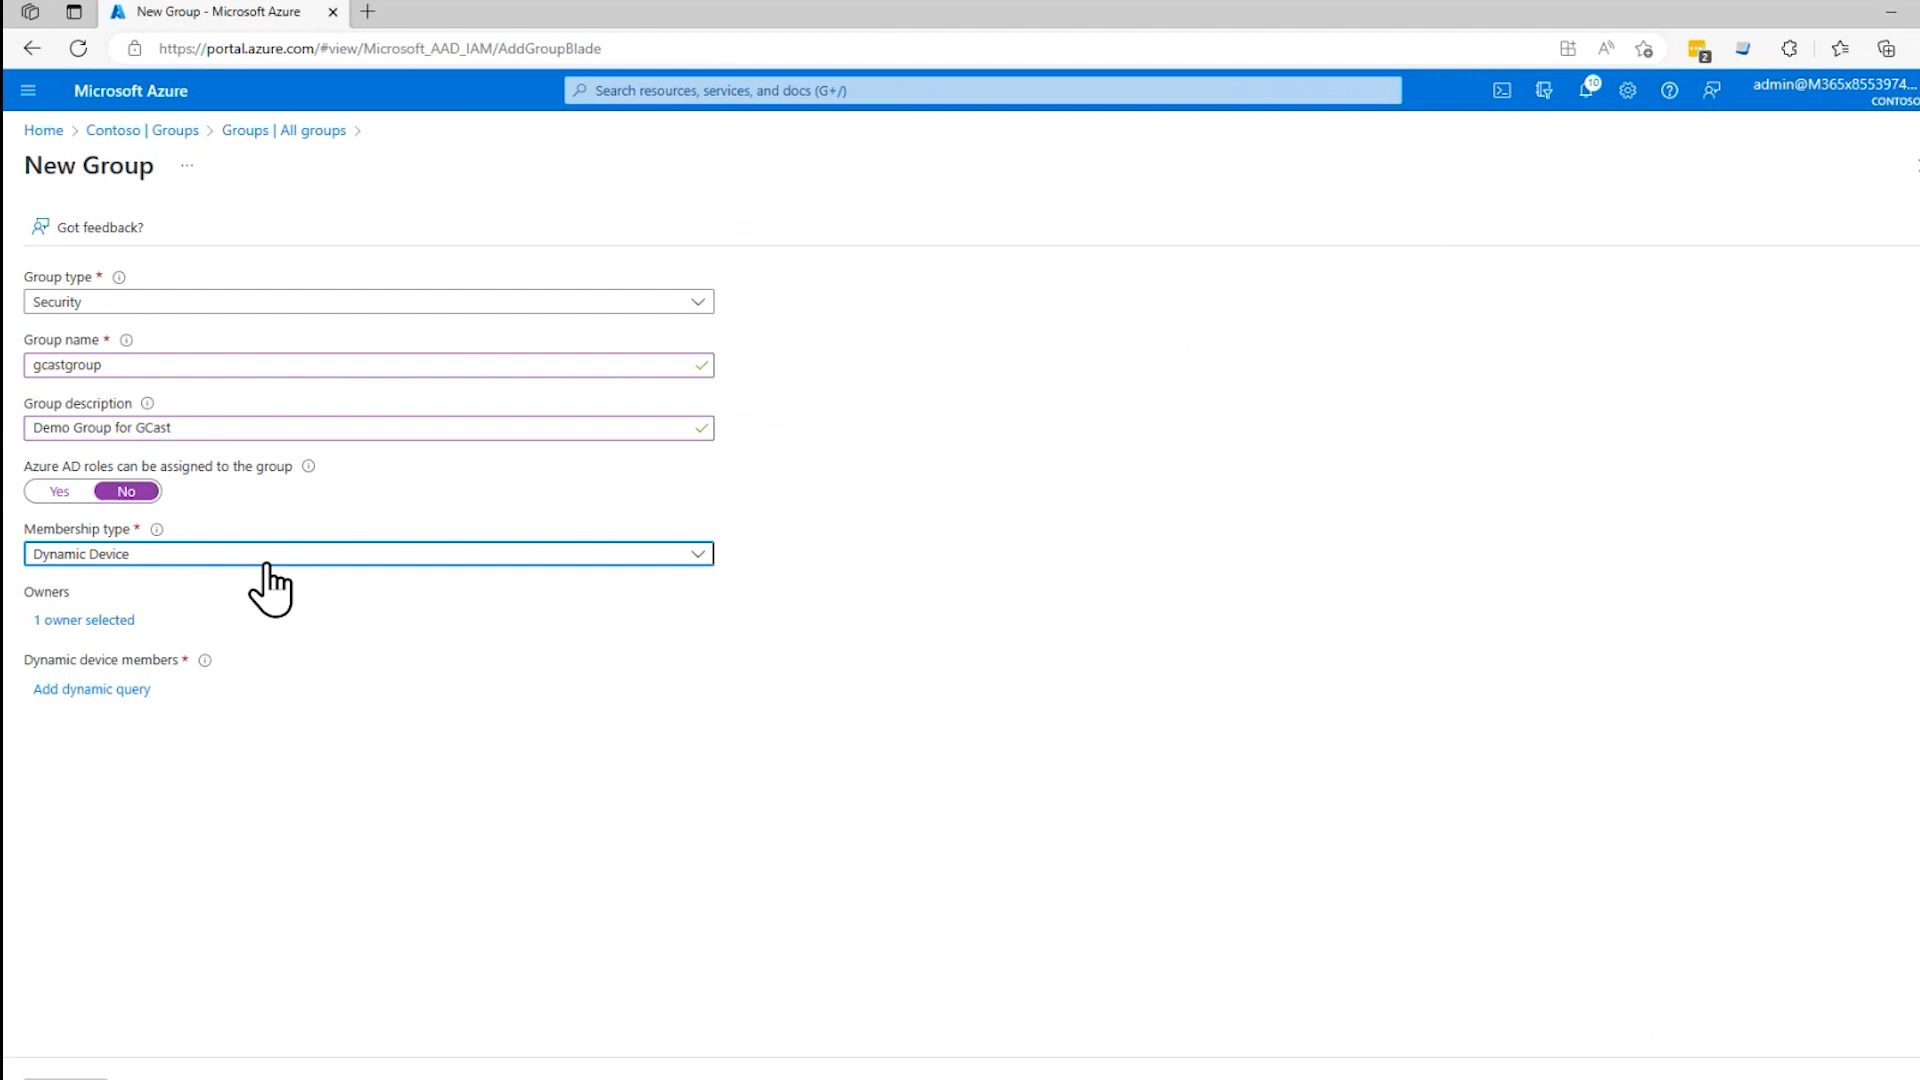 New Group - Microsoft Azure
https://portal.azure.com/#view/Microsoft_AAD_IAM/AddGroupBlade
2
Microsoft Azure
Search resources, services, and docs (G+/)
10
admin@M365x8553974...
CONTOSO
Home > Contoso | Groups > Groups | All groups >
New Group ...
Got feedback?
Group type *
Security
Group name *
gcastgroup
Group description
Demo Group for GCast
Azure AD roles can be assigned to the group
Yes No
Membership type *
Dynamic Device
Owners
1 owner selected
Dynamic device members *
Add dynamic query